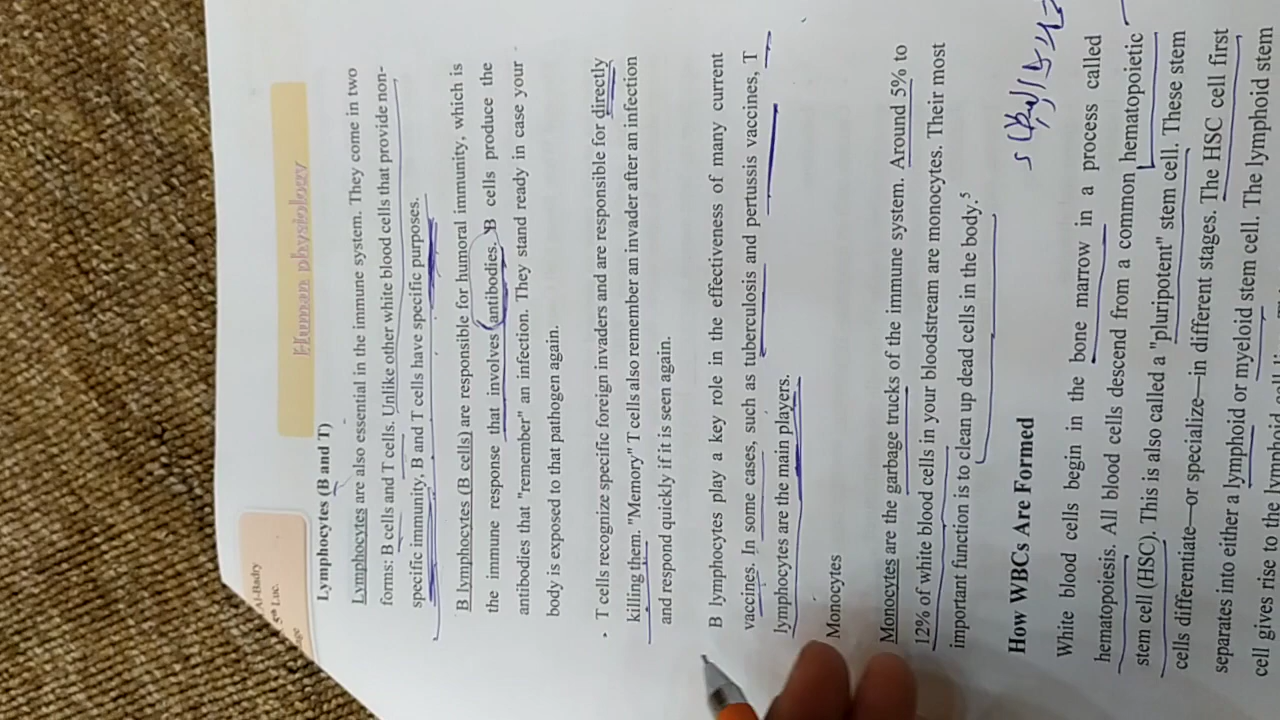 Al-Badry
Lec.
Human physiology
Lymphocytes (B and T)
Lymphocytes are also essential in the immune system. They come in two
forms: B cells and T cells. Unlike other white blood cells that provide non-
specific immunity, B and T cells have specific purposes.
B lymphocytes (B cells) are responsible for humoral immunity, which is
the immune response that involves antibodies. B cells produce the
antibodies that "remember" an infection. They stand ready in case your
body is exposed to that pathogen again.
T cells recognize specific foreign invaders and are responsible for directly
killing them. "Memory" T cells also remember an invader after an infection
and respond quickly if it is seen again.
B lymphocytes play a key role in the effectiveness of many current
vaccines. In some cases, such as tuberculosis and pertussis vaccines, T
lymphocytes are the main players.
Monocytes
Monocytes are the garbage trucks of the immune system. Around 5% to
12% of white blood cells in your bloodstream are monocytes. Their most
important function is to clean up dead cells in the body.⁵
How WBCs Are Formed
White blood cells begin in the bone marrow in a process called
hematopoiesis. All blood cells descend from a common hematopoietic
stem cell (HSC). This is also called a "pluripotent" stem cell. These stem
cells differentiate—or specialize—in different stages. The HSC cell first
separates into either a lymphoid or myeloid stem cell. The lymphoid stem
cell gives rise to the lymphoid cell